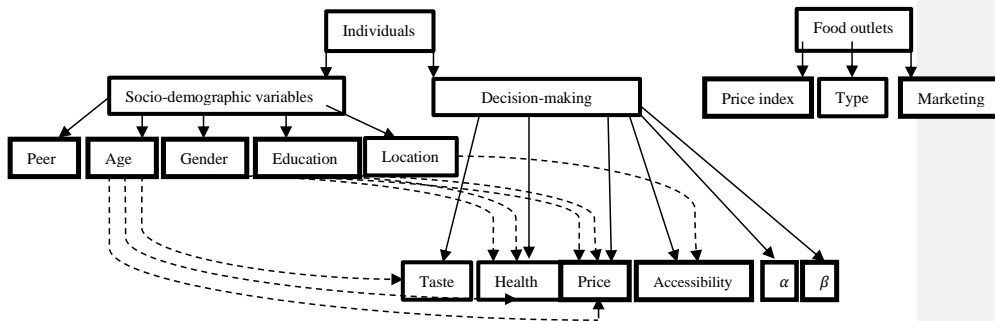 Individuals
Food outlets
Socio-demographic variables
Decision-making
Price index
Type
Marketing
Peer
Age
Gender
Education
Location
Taste
Health
Price
Accessibility
α
β